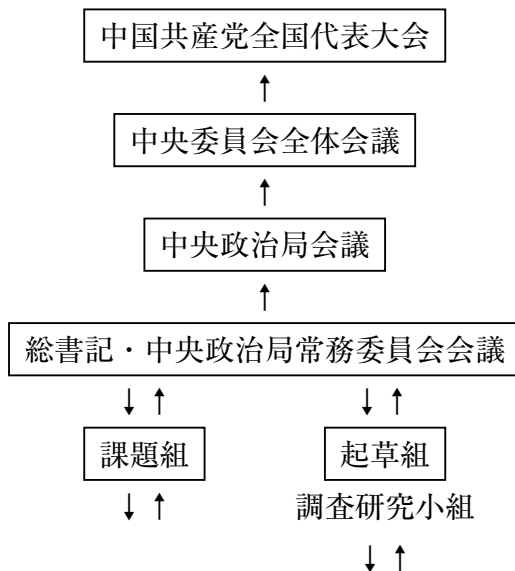 中国共産党全国代表大会
↑
中央委員会全体会議
↑
中央政治局会議
↑
総書記・中央政治局常務委員会会議
↓ ↑ ↓ ↑
課題組 起草組
↓ ↑ 調査研究小組
↓ ↑